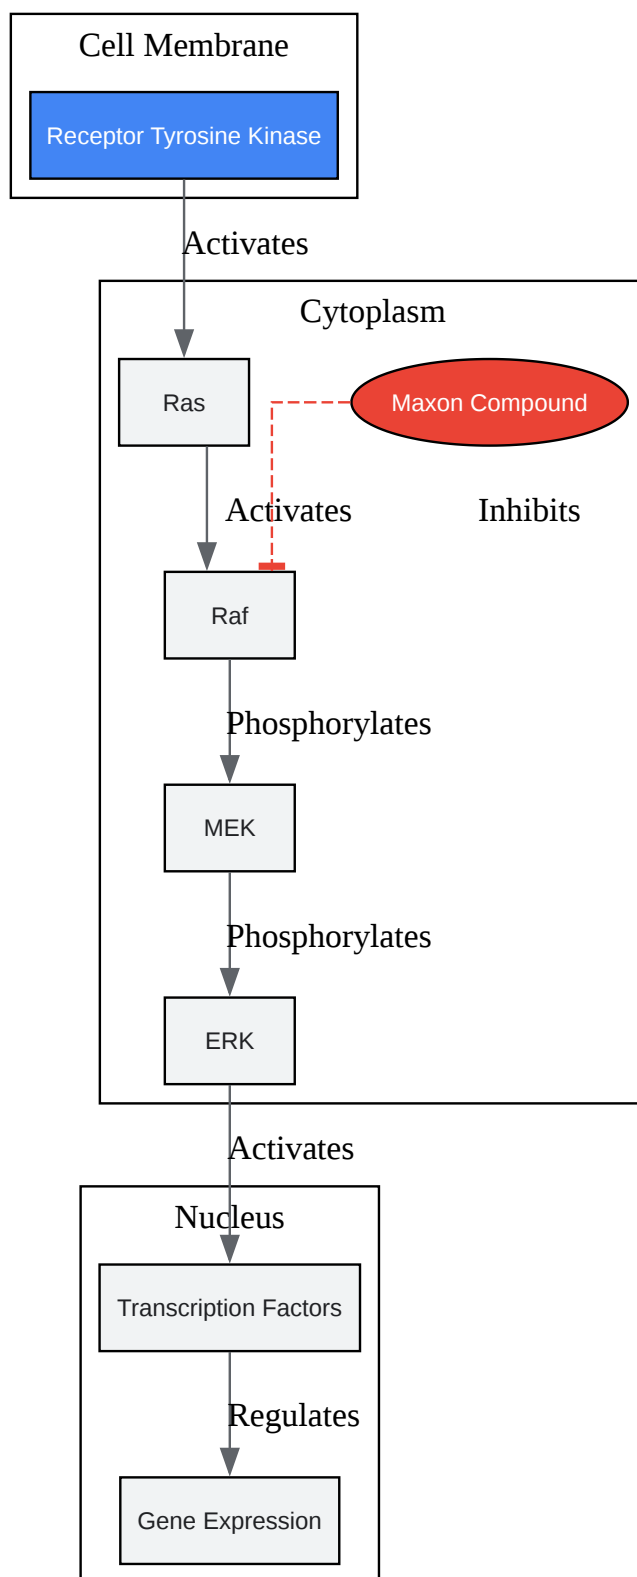 Cell Membrane
Receptor Tyrosine Kinase
Activates
Cytoplasm
Ras
Maxon Compound
Activates
Inhibits
Raf
Phosphorylates
MEK
Phosphorylates
ERK
Activates
Nucleus
Transcription Factors
Regulates
Gene Expression